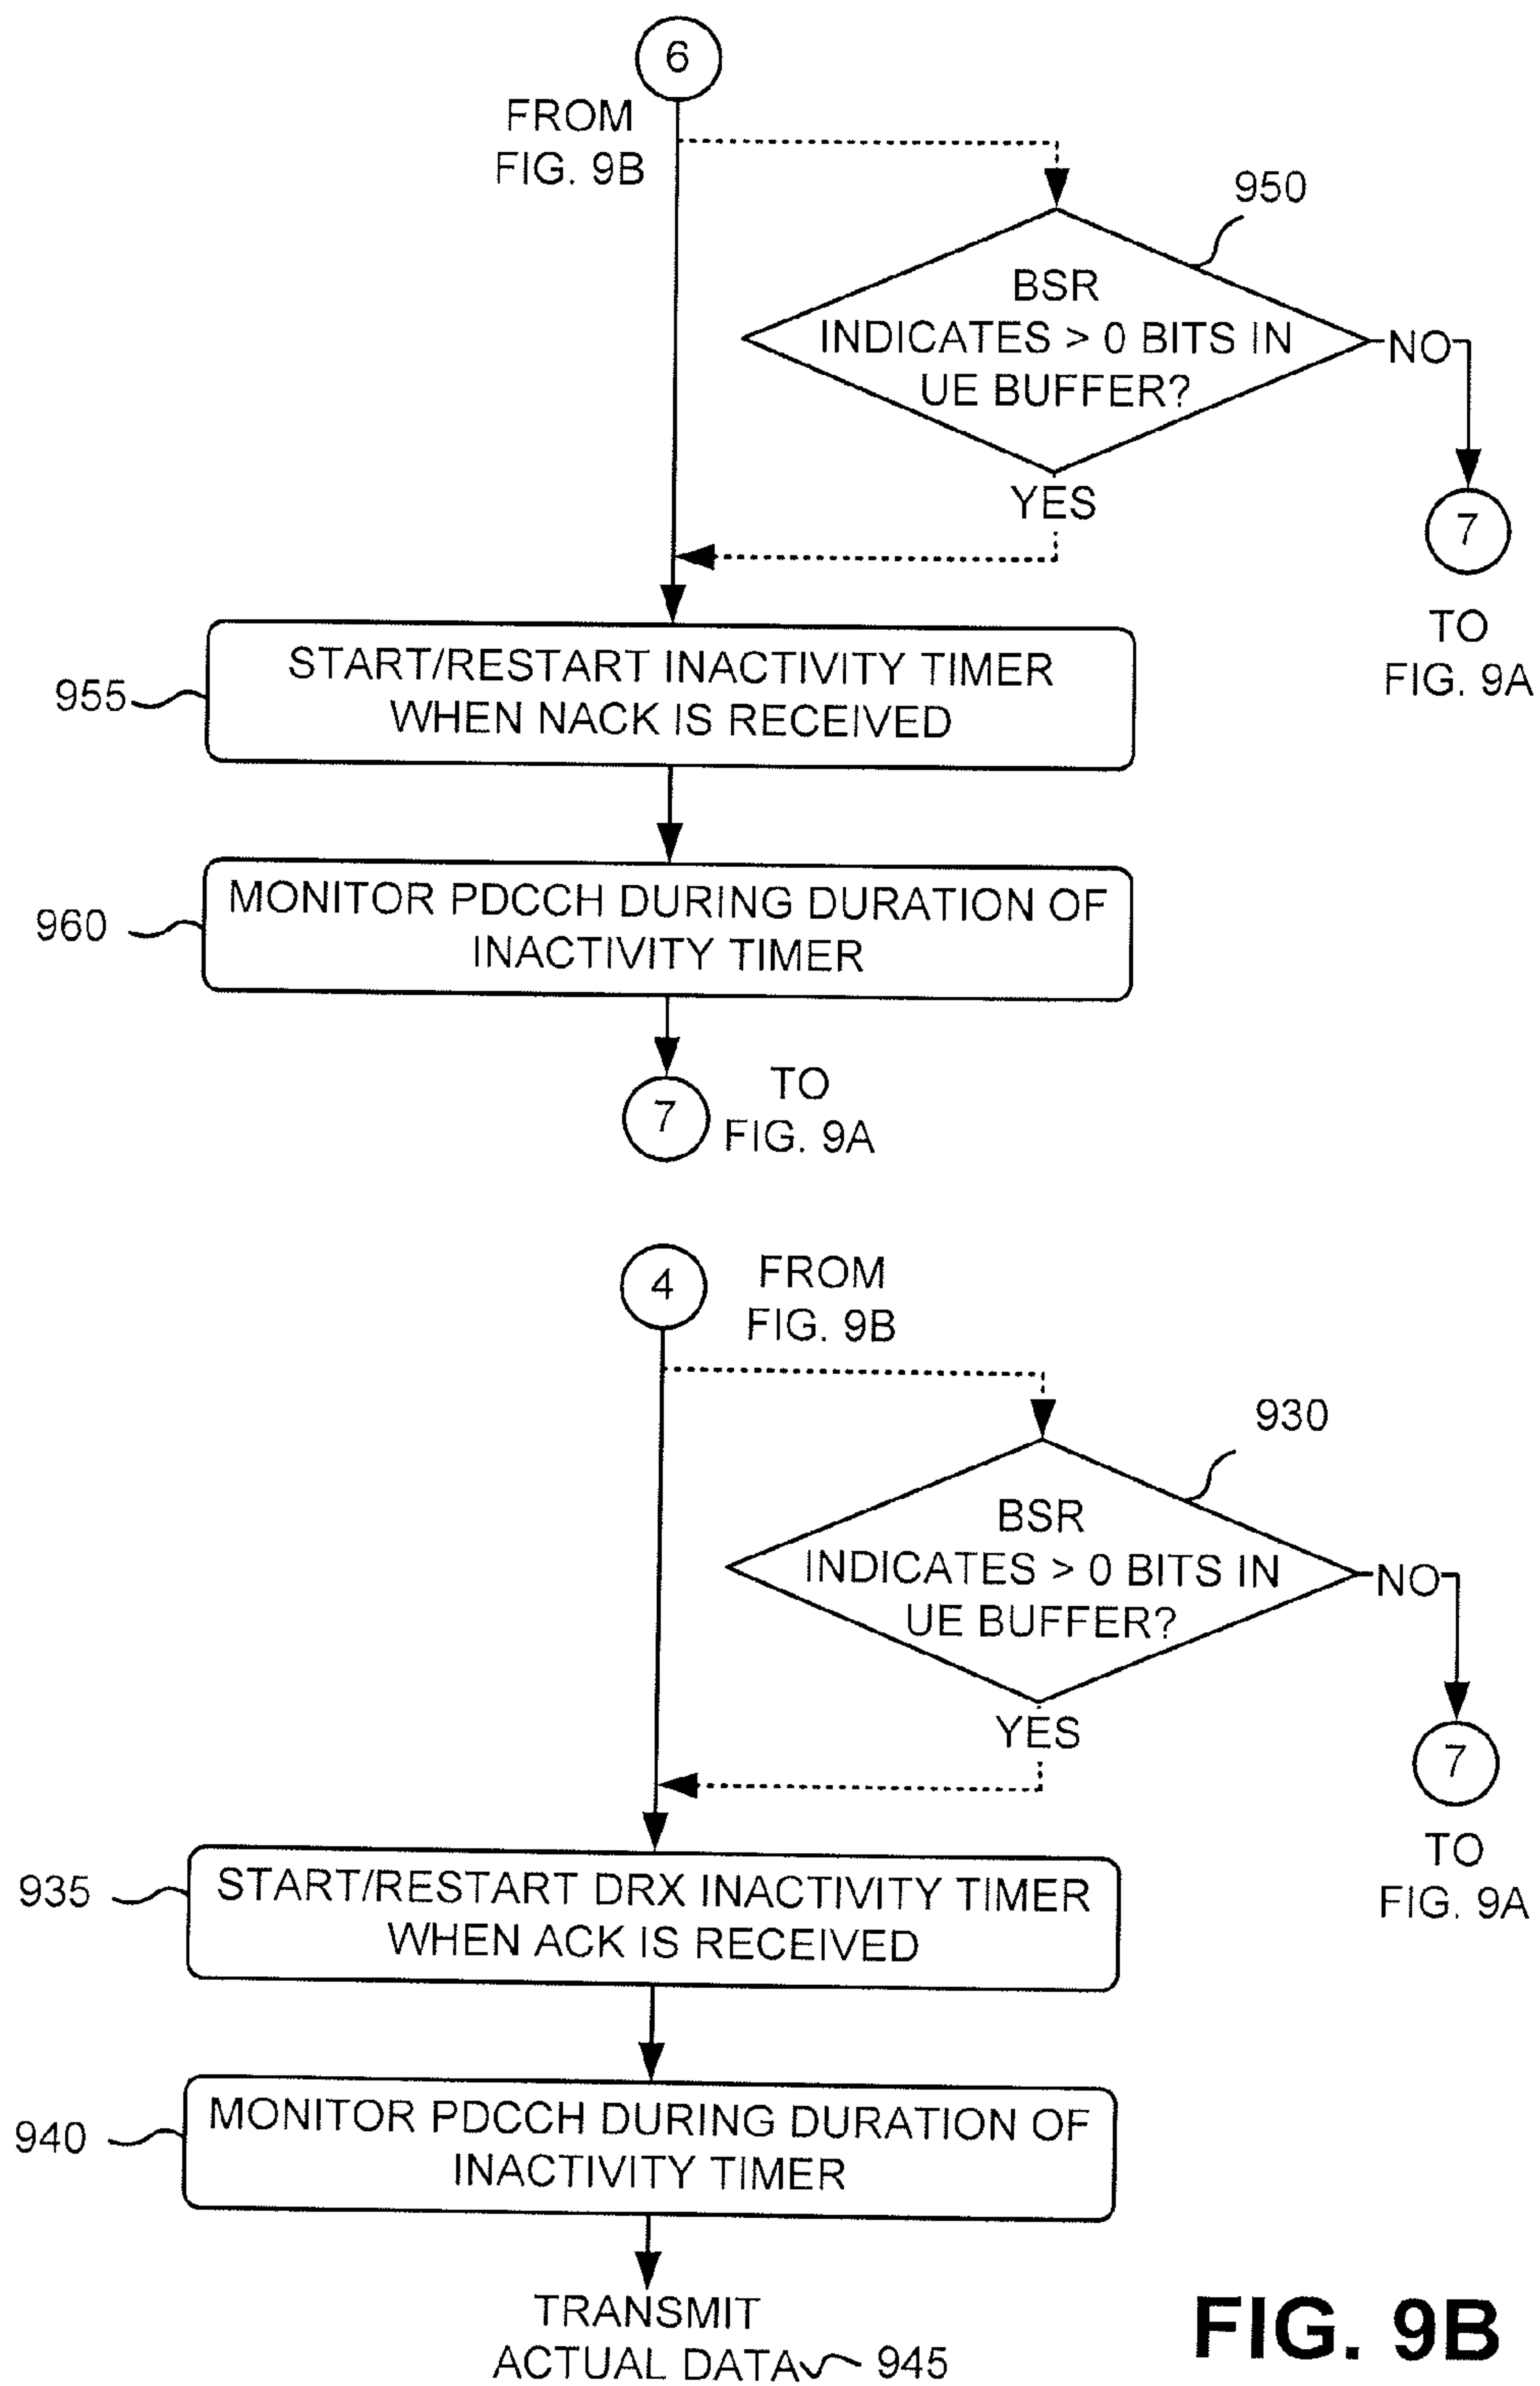 6
FROM
FIG. 9B
950
BSR
INDICATES > 0 BITS IN
UE BUFFER?
NO
YES
7
TO
FIG. 9A
955
START/RESTART INACTIVITY TIMER
WHEN NACK IS RECEIVED
960
MONITOR PDCCH DURING DURATION OF
INACTIVITY TIMER
7
TO
FIG. 9A
4
FROM
FIG. 9B
930
BSR
INDICATES > 0 BITS IN
UE BUFFER?
NO
YES
7
TO
FIG. 9A
935
START/RESTART DRX INACTIVITY TIMER
WHEN ACK IS RECEIVED
940
MONITOR PDCCH DURING DURATION OF
INACTIVITY TIMER
TRANSMIT
ACTUAL DATA 945
FIG. 9B